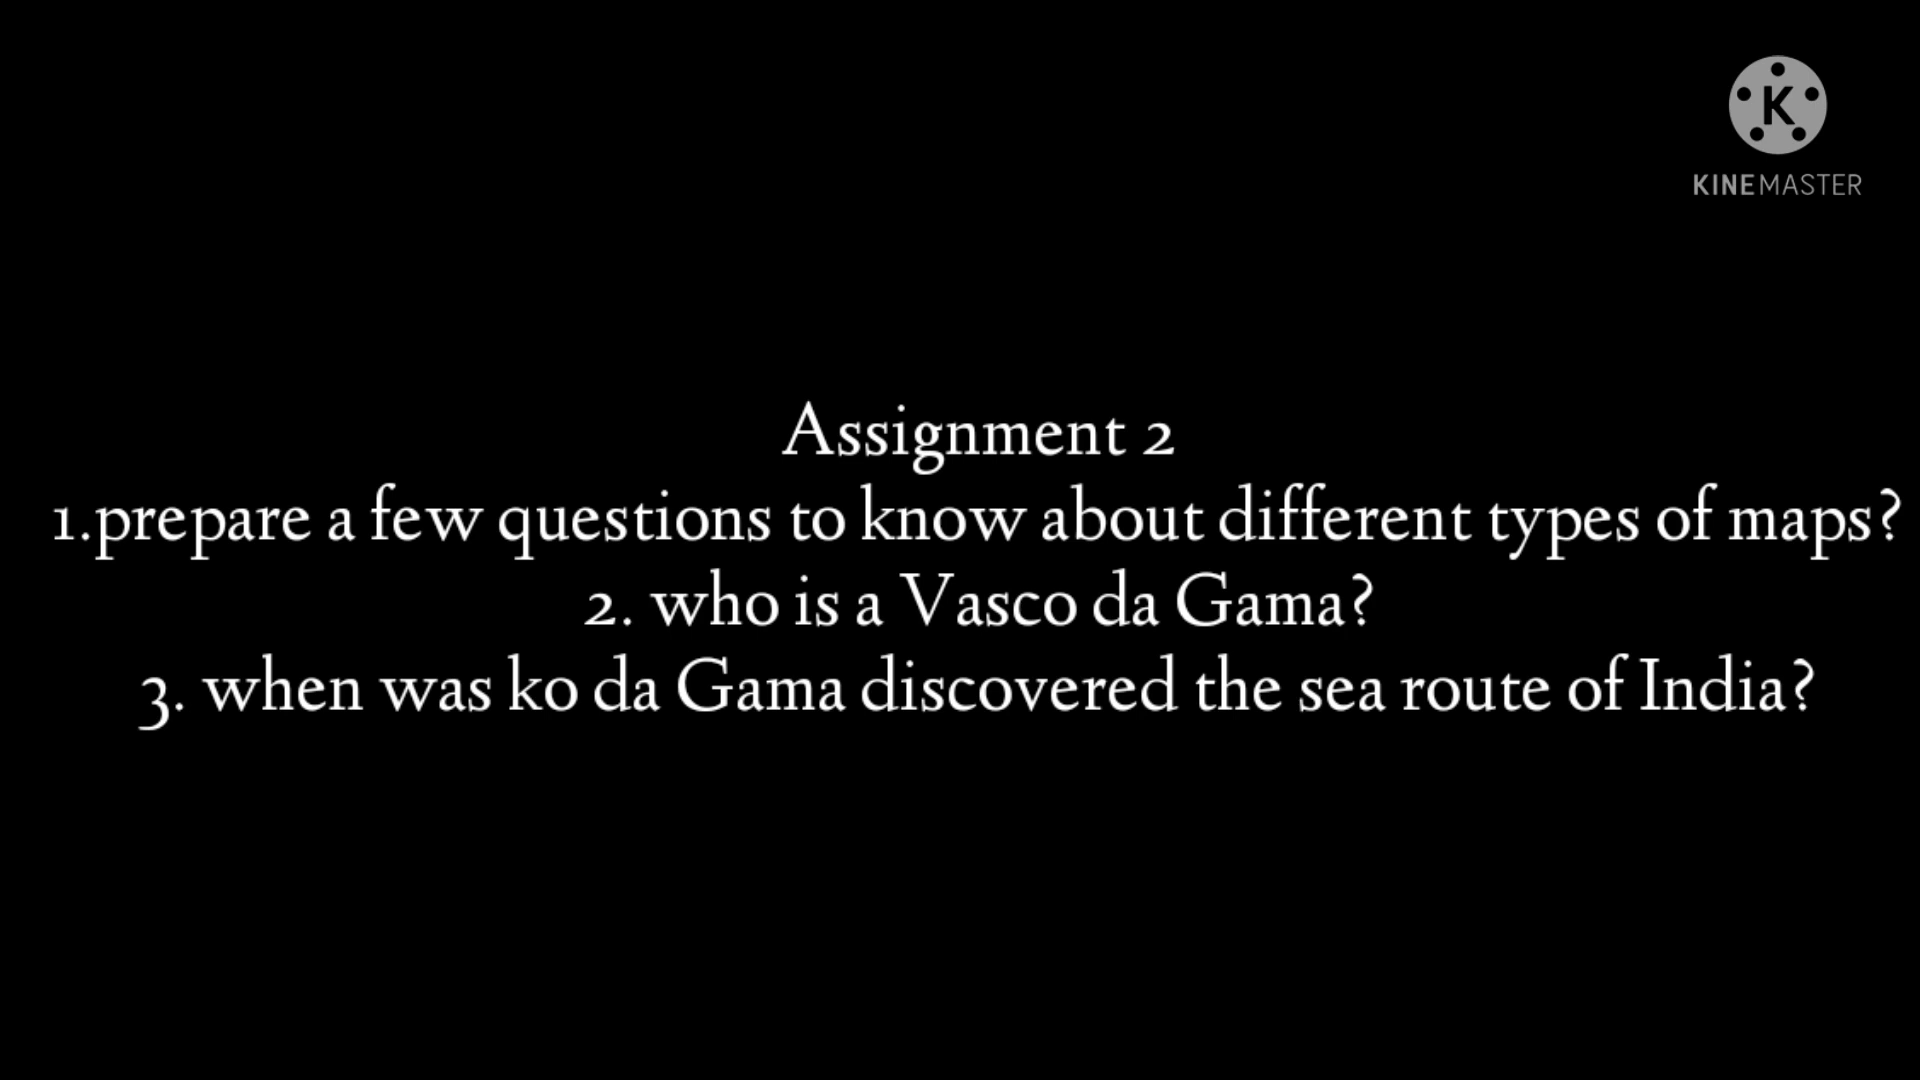 K
KINEMASTER
Assignment 2
1.prepare a few questions to know about different types of maps?
2. who is a Vasco da Gama?
3. when was ko da Gama discovered the sea route of India?